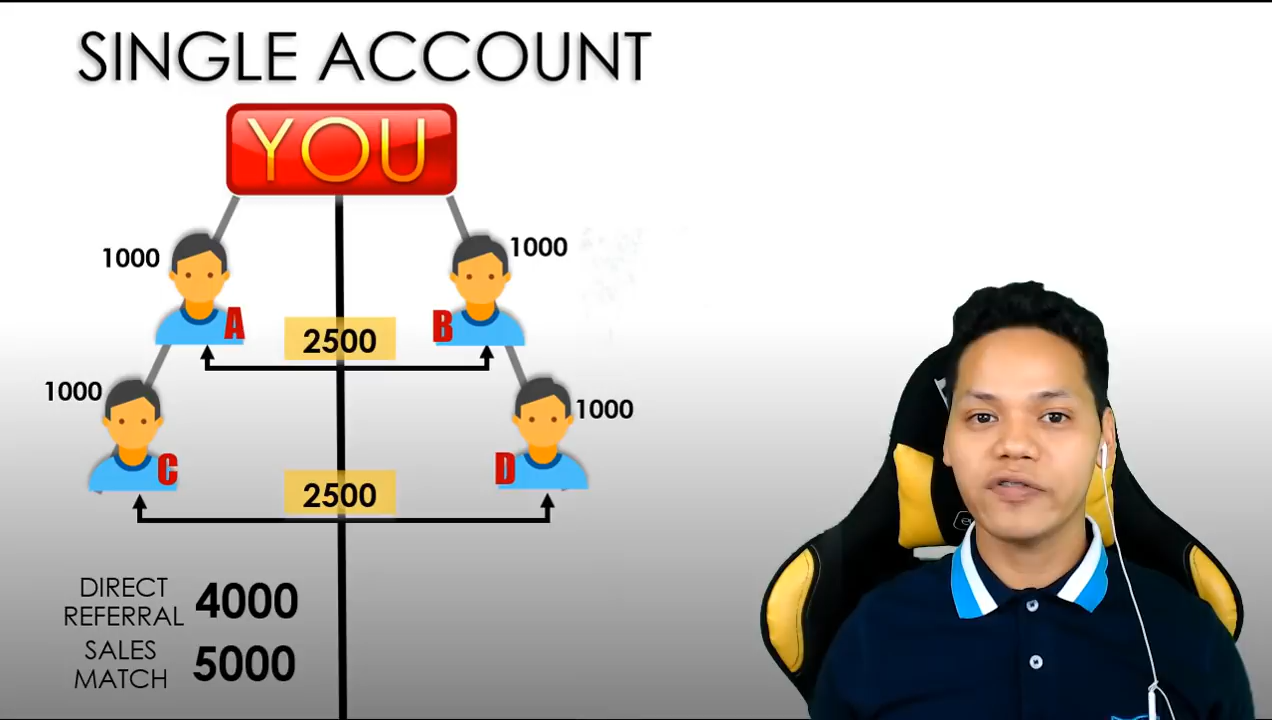 SINGLE ACCOUNT
YOU
1000
1000
A
B
2500
1000
1000
C
D
2500
DIRECT
REFERRAL
4000
SALES
MATCH
5000